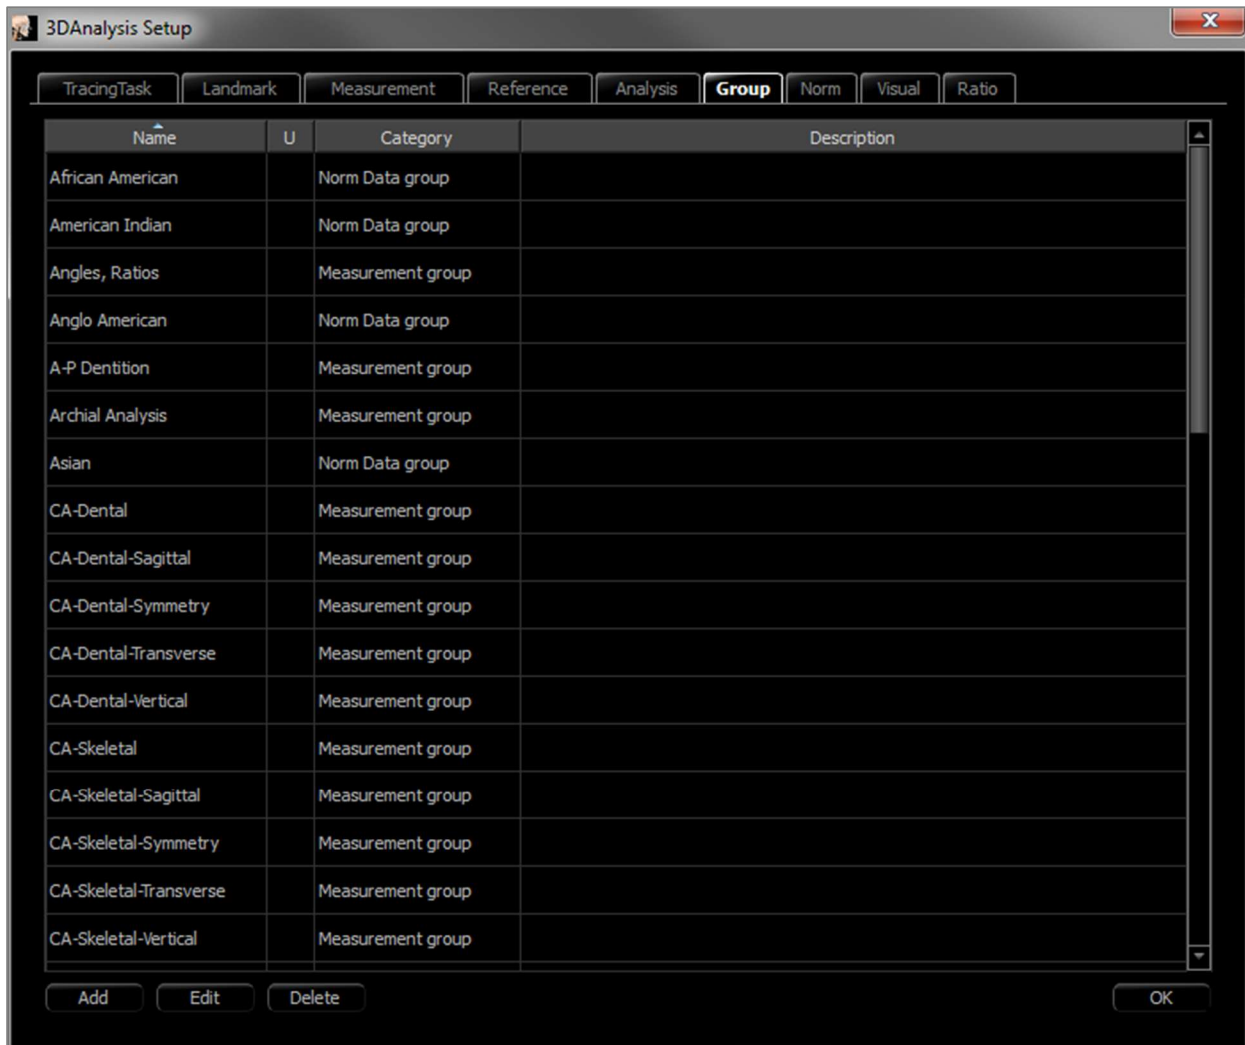 3DAnalysis Setup
TracingTask Landmark Measurement Reference Analysis Group Norm Visual Ratio
Name U Category Description
African American Norm Data group
American Indian Norm Data group
Angles, Ratios Measurement group
Anglo American Norm Data group
A-P Dentition Measurement group
Archial Analysis Measurement group
Asian Norm Data group
CA-Dental Measurement group
CA-Dental-Sagittal Measurement group
CA-Dental-Symmetry Measurement group
CA-Dental-Transverse Measurement group
CA-Dental-Vertical Measurement group
CA-Skeletal Measurement group
CA-Skeletal-Sagittal Measurement group
CA-Skeletal-Symmetry Measurement group
CA-Skeletal-Transverse Measurement group
CA-Skeletal-Vertical Measurement group
Add Edit Delete OK